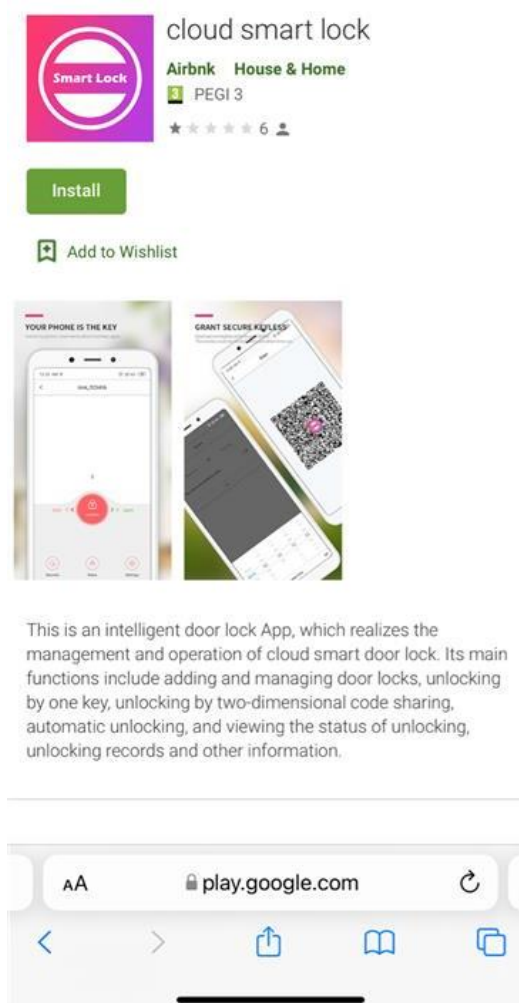 cloud smart lock
Smart Lock
Airbnk House & Home
3 PEGI 3
6
Install
Add to Wishlist
YOUR PHONE IS THE KEY
GRANT SECURE KEYLESS
This is an intelligent door lock App, which realizes the
management and operation of cloud smart door lock. Its main
functions include adding and managing door locks, unlocking
by one key, unlocking by two-dimensional code sharing,
automatic unlocking, and viewing the status of unlocking,
unlocking records and other information.
AA play.google.com